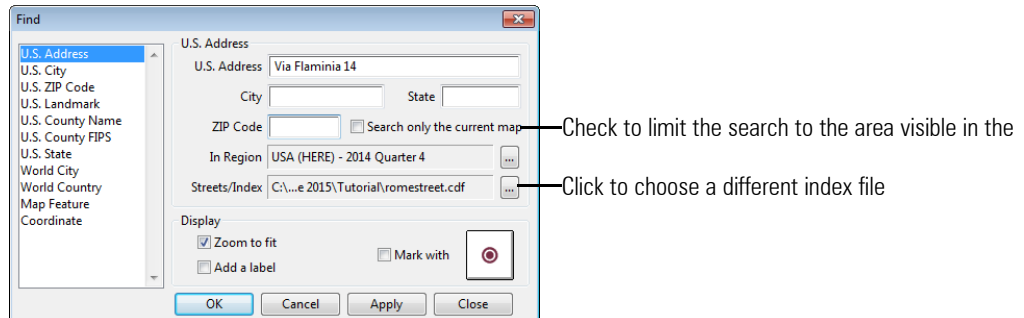 Find
U.S. Address
U.S. City
U.S. ZIP Code
U.S. Landmark
U.S. County Name
U.S. County FIPS
U.S. State
World City
World Country
Map Feature
Coordinate
U.S. Address
U.S. Address Via Flaminia 14
City State
ZIP Code Search only the current map
In Region USA (HERE) - 2014 Quarter 4 ...
Streets/Index C:\...e 2015\Tutorial\romestreet.cdf ...
Display
Zoom to fit
Add a label
Mark with
OK Cancel Apply Close
Check to limit the search to the area visible in the
Click to choose a different index file